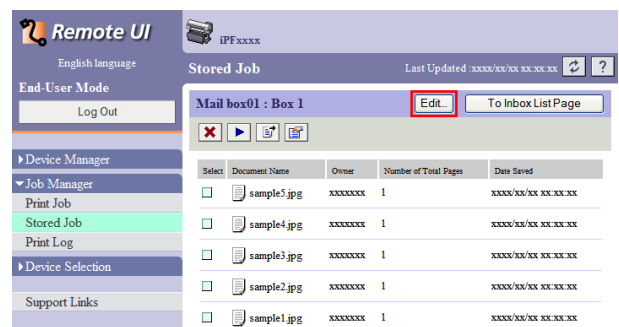 Remote UI
iPFxxxx
English language
Stored Job
Last Updated :xxxx/xx/xx xx:xx:xx
?
End-User Mode
Log Out
Mail box01 : Box 1
Edit...
To Inbox List Page
Device Manager
Job Manager
Print Job
Stored Job
Print Log
Device Selection
Support Links
Select Document Name Owner Number of Total Pages Date Saved
sample5.jpg xxxxxxx 1 xxxx/xx/xx xx:xx:xx
sample4.jpg xxxxxxx 1 xxxx/xx/xx xx:xx:xx
sample3.jpg xxxxxxx 1 xxxx/xx/xx xx:xx:xx
sample2.jpg xxxxxxx 1 xxxx/xx/xx xx:xx:xx
sample1.jpg xxxxxxx 1 xxxx/xx/xx xx:xx:xx